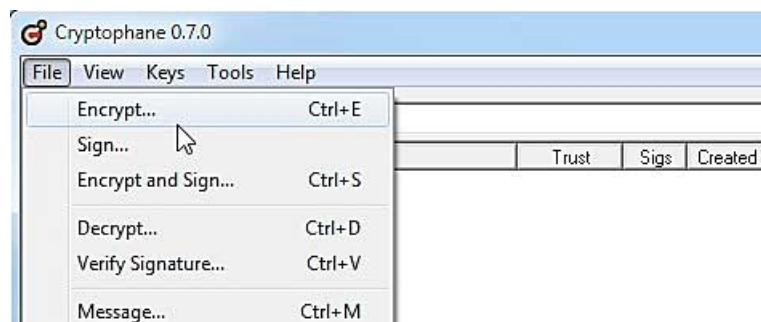 Cryptophane 0.7.0
File View Keys Tools Help
Encrypt... Ctrl+E
Sign...
Trust Sigs Created
Encrypt and Sign... Ctrl+S
Decrypt... Ctrl+D
Verify Signature... Ctrl+V
Message... Ctrl+M